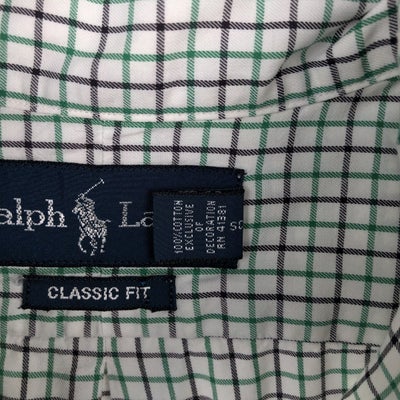 alph La
100% COTTON
EXCLUSIVE
OF
DECORATION
RN 41381
CLASSIC FIT